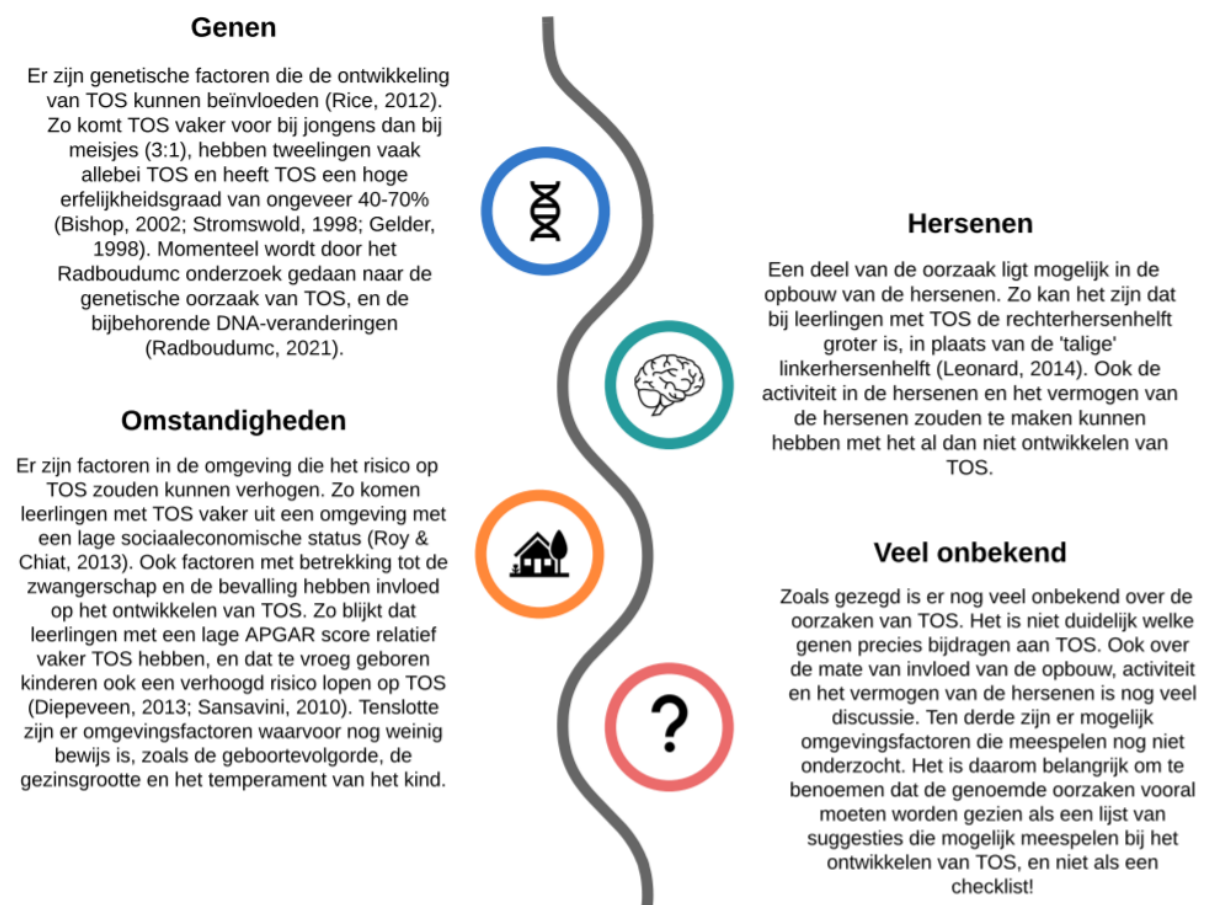 Genen
Er zijn genetische factoren die de ontwikkeling
van TOS kunnen beïnvloeden (Rice, 2012).
Zo komt TOS vaker voor bij jongens dan bij
meisjes (3:1), hebben tweelingen vaak
allebei TOS en heeft TOS een hoge
erfelijkheidsgraad van ongeveer 40-70%
(Bishop, 2002; Stromswold, 1998; Gelder,
1998). Momenteel wordt door het
Radboudumc onderzoek gedaan naar de
genetische oorzaak van TOS, en de
bijbehorende DNA-veranderingen
(Radboudumc, 2021).
Hersenen
Een deel van de oorzaak ligt mogelijk in de
opbouw van de hersenen. Zo kan het zijn dat
bij leerlingen met TOS de rechterhersenhelft
groter is, in plaats van de 'talige'
linkerhersenhelft (Leonard, 2014). Ook de
activiteit in de hersenen en het vermogen van
de hersenen zouden te maken kunnen
hebben met het al dan niet ontwikkelen van
TOS.
Omstandigheden
Er zijn factoren in de omgeving die het risico op
TOS zouden kunnen verhogen. Zo komen
leerlingen met TOS vaker uit een omgeving met
een lage sociaaleconomische status (Roy &
Chiat, 2013). Ook factoren met betrekking tot de
zwangerschap en de bevalling hebben invloed
op het ontwikkelen van TOS. Zo blijkt dat
leerlingen met een lage APGAR score relatief
vaker TOS hebben, en dat te vroeg geboren
kinderen ook een verhoogd risico lopen op TOS
(Diepeveen, 2013; Sansavini, 2010). Tenslotte
zijn er omgevingsfactoren waarvoor nog weinig
bewijs is, zoals de geboortevolgorde, de
gezinsgrootte en het temperament van het kind.
Veel onbekend
Zoals gezegd is er nog veel onbekend over de
oorzaken van TOS. Het is niet duidelijk welke
genen precies bijdragen aan TOS. Ook over
de mate van invloed van de opbouw, activiteit
en het vermogen van de hersenen is nog veel
discussie. Ten derde zijn er mogelijk
omgevingsfactoren die meespelen nog niet
onderzocht. Het is daarom belangrijk om te
benoemen dat de genoemde oorzaken vooral
moeten worden gezien als een lijst van
suggesties die mogelijk meespelen bij het
ontwikkelen van TOS, en niet als een
checklist!
?